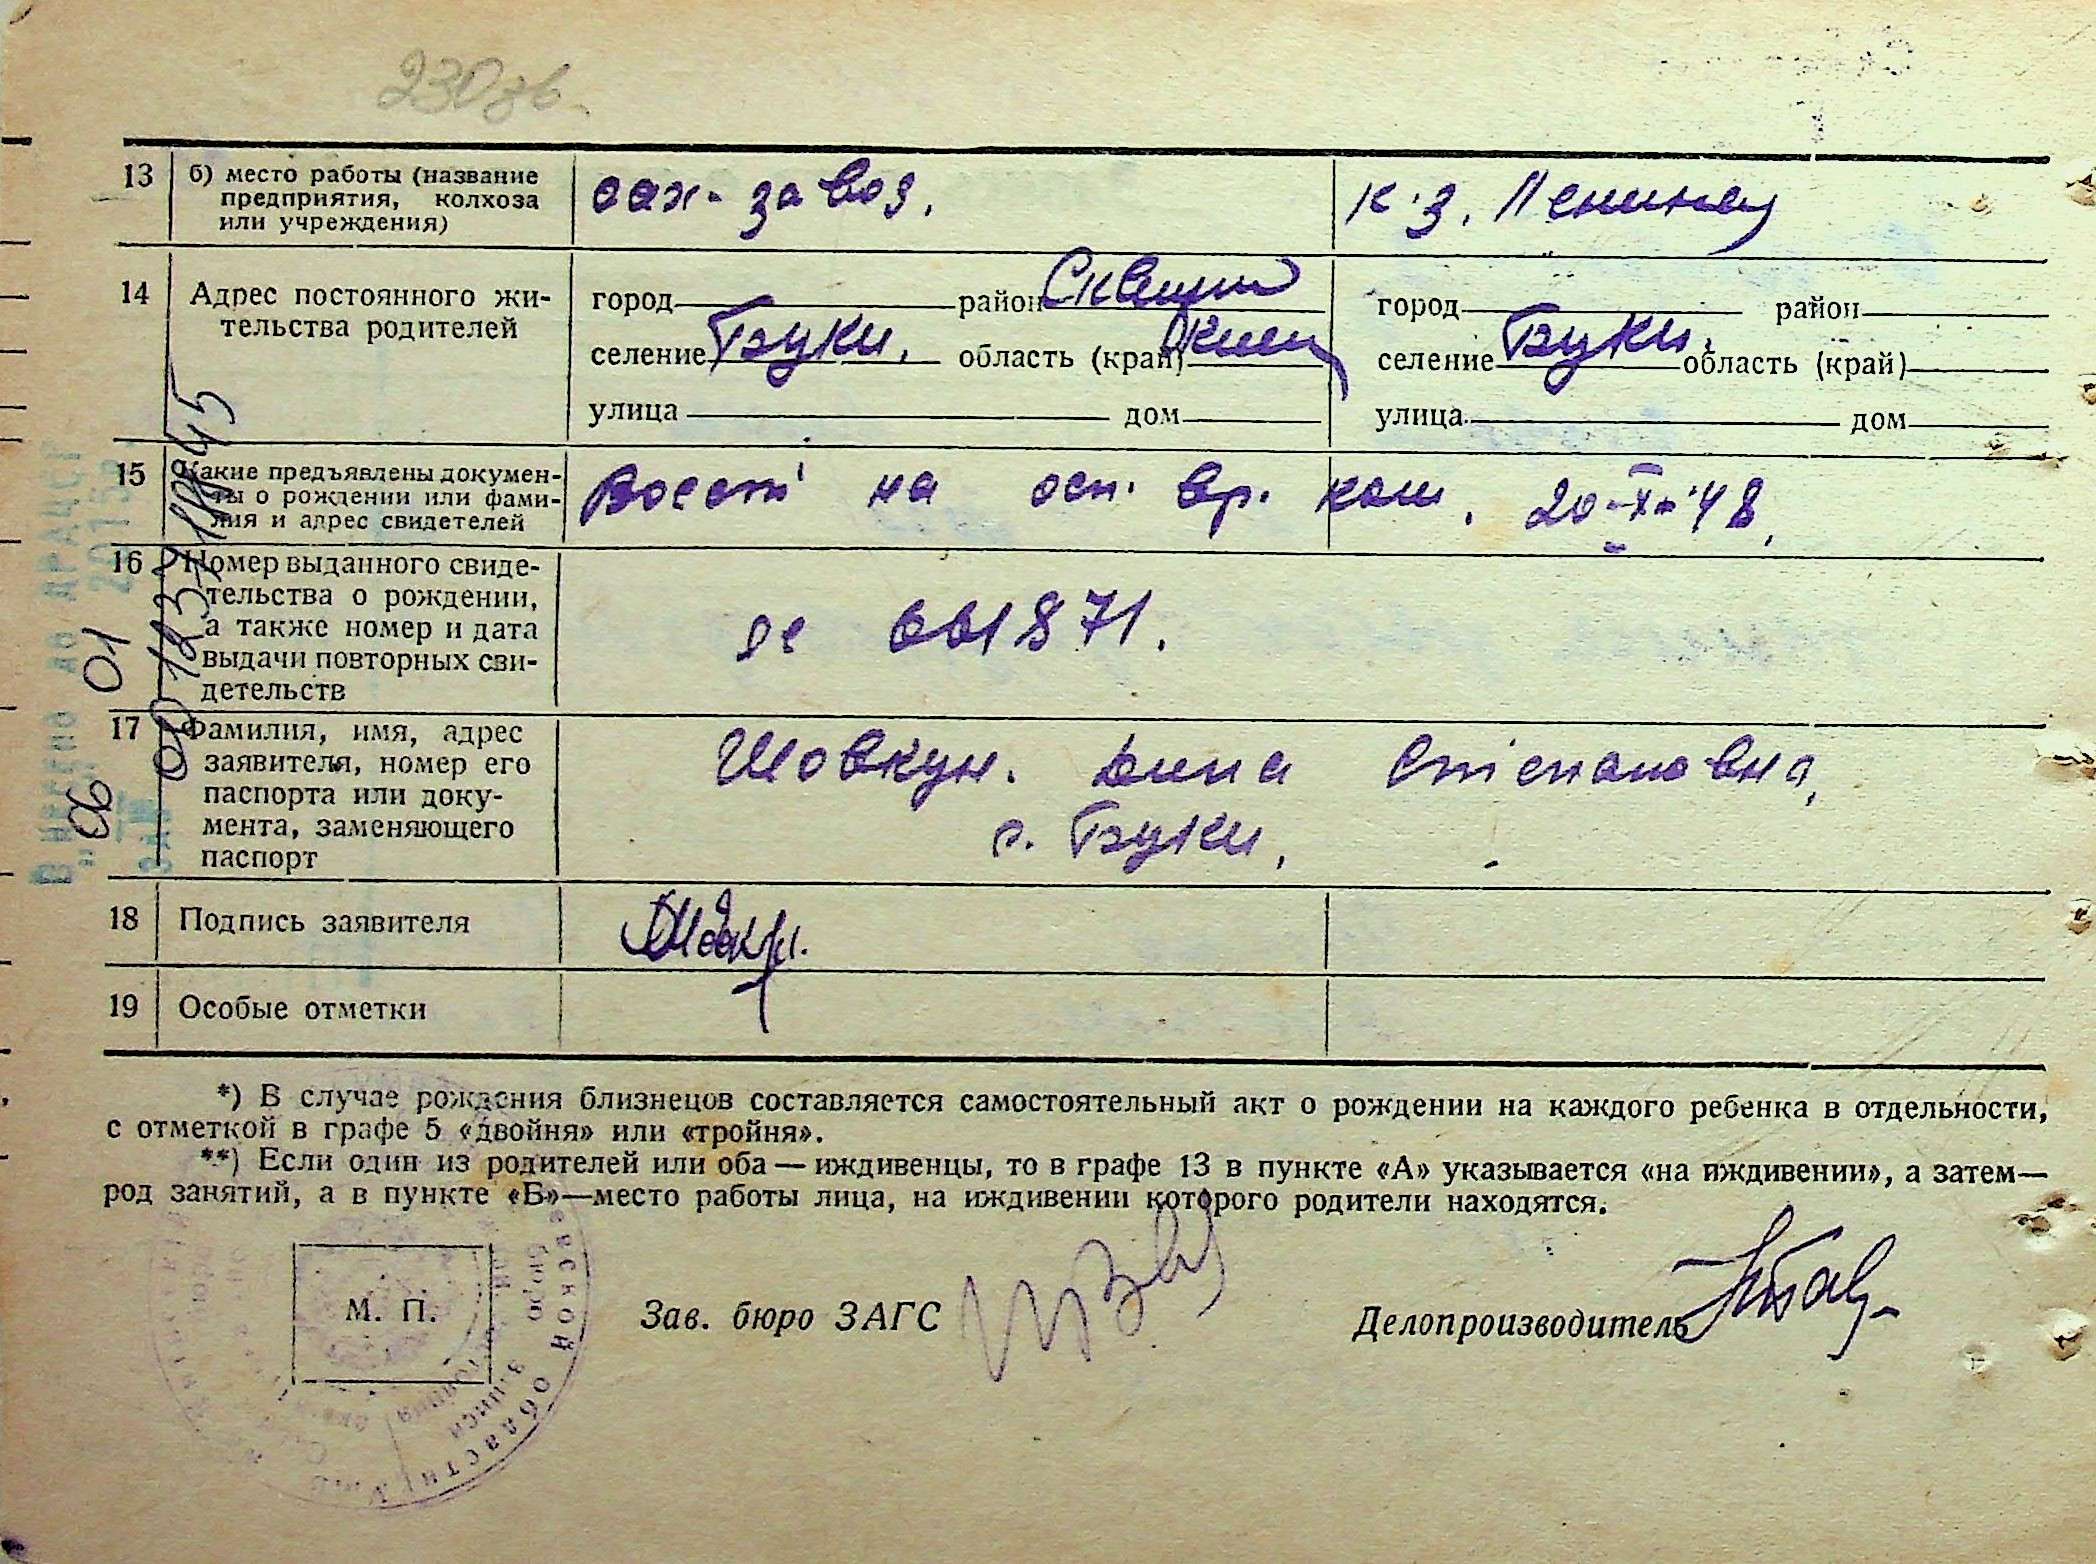 230 зв.
13 б) место работы (название
предприятия, колхоза
или учреждения)
сах-завод.
к-з. Ленина
14 Адрес постоянного жи-
тельства родителей
город район Сквир
селение Буки. область (край) Киев
улица дом
город район
селение Буки. область (край)
улица дом
15 Какие предъявлены докумен-
ты о рождении или фами-
лия и адрес свидетелей
Восст на осн. вр. ком. 20-XI-48.
16 Номер выданного свиде-
тельства о рождении,
а также номер и дата
выдачи повторных сви-
детельств
061871.
17 Фамилия, имя, адрес
заявителя, номер его
паспорта или доку-
мента, заменяющего
паспорт
Шовкун. Степановна,
с. Буки.
18 Подпись заявителя
19 Особые отметки
*) В случае рождения близнецов составляется самостоятельный акт о рождении на каждого ребенка в отдельности,
с отметкой в графе 5 «двойня» или «тройня».
**) Если один из родителей или оба — иждивенцы, то в графе 13 в пункте «А» указывается «на иждивении», а затем—
род занятий, а в пункте «Б»—место работы лица, на иждивении которого родители находятся.
М. П.
Зав. бюро ЗАГС
Делопроизводитель